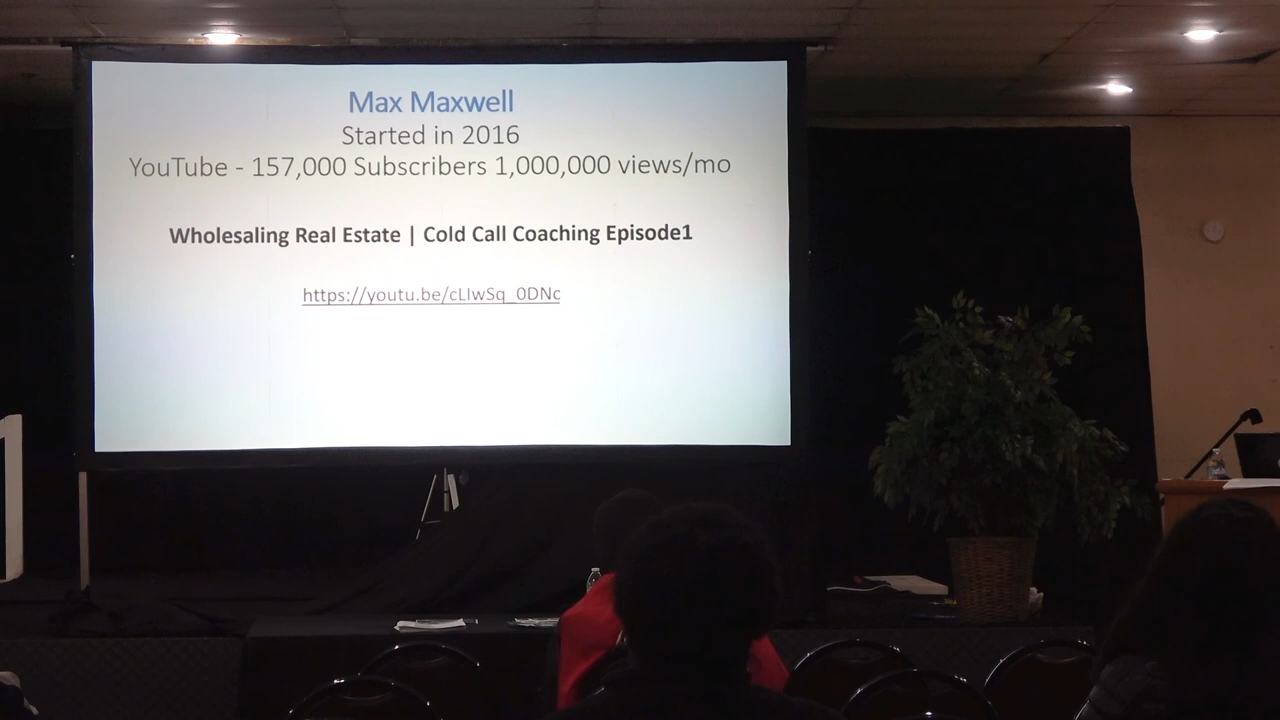 Max Maxwell
Started in 2016
YouTube - 157,000 Subscribers 1,000,000 views/mo
Wholesaling Real Estate | Cold Call Coaching Episode1
https://youtu.be/cLIwSq_0DNc